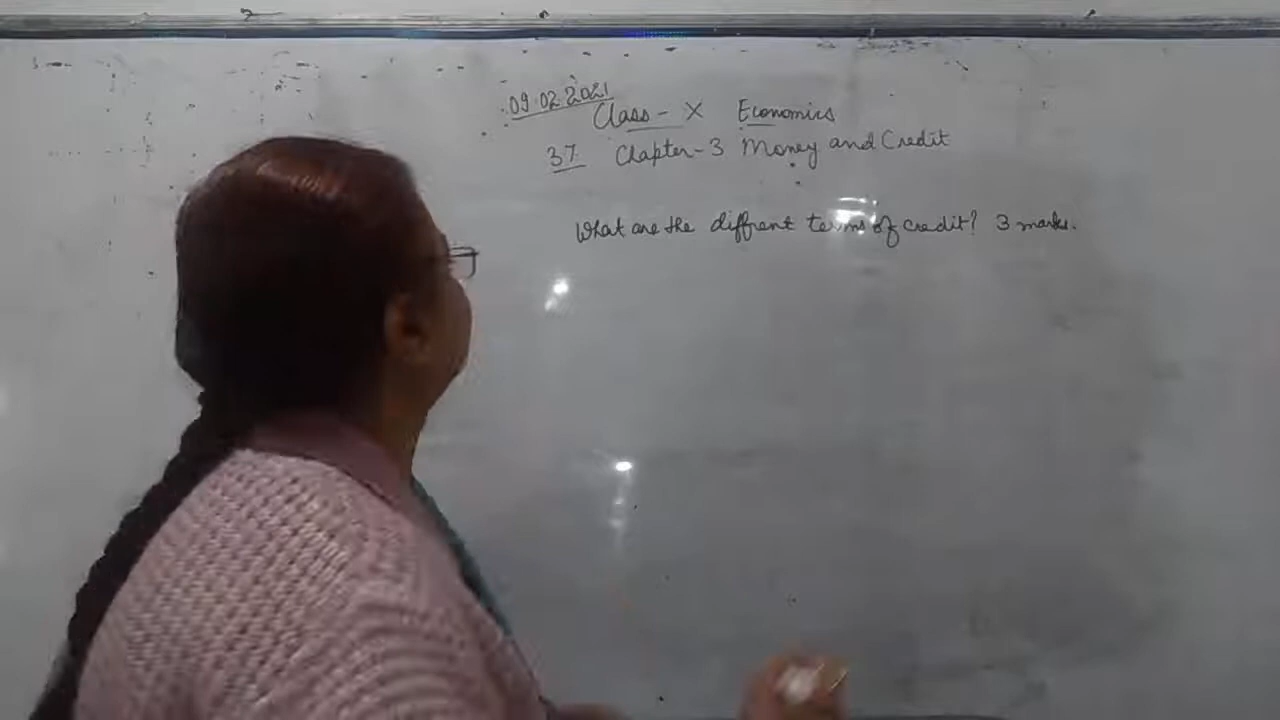 09.02.2021
Class - X Economics
37. Chapter-3 Money and Credit
What are the diffrent terms of credit? 3 marks.